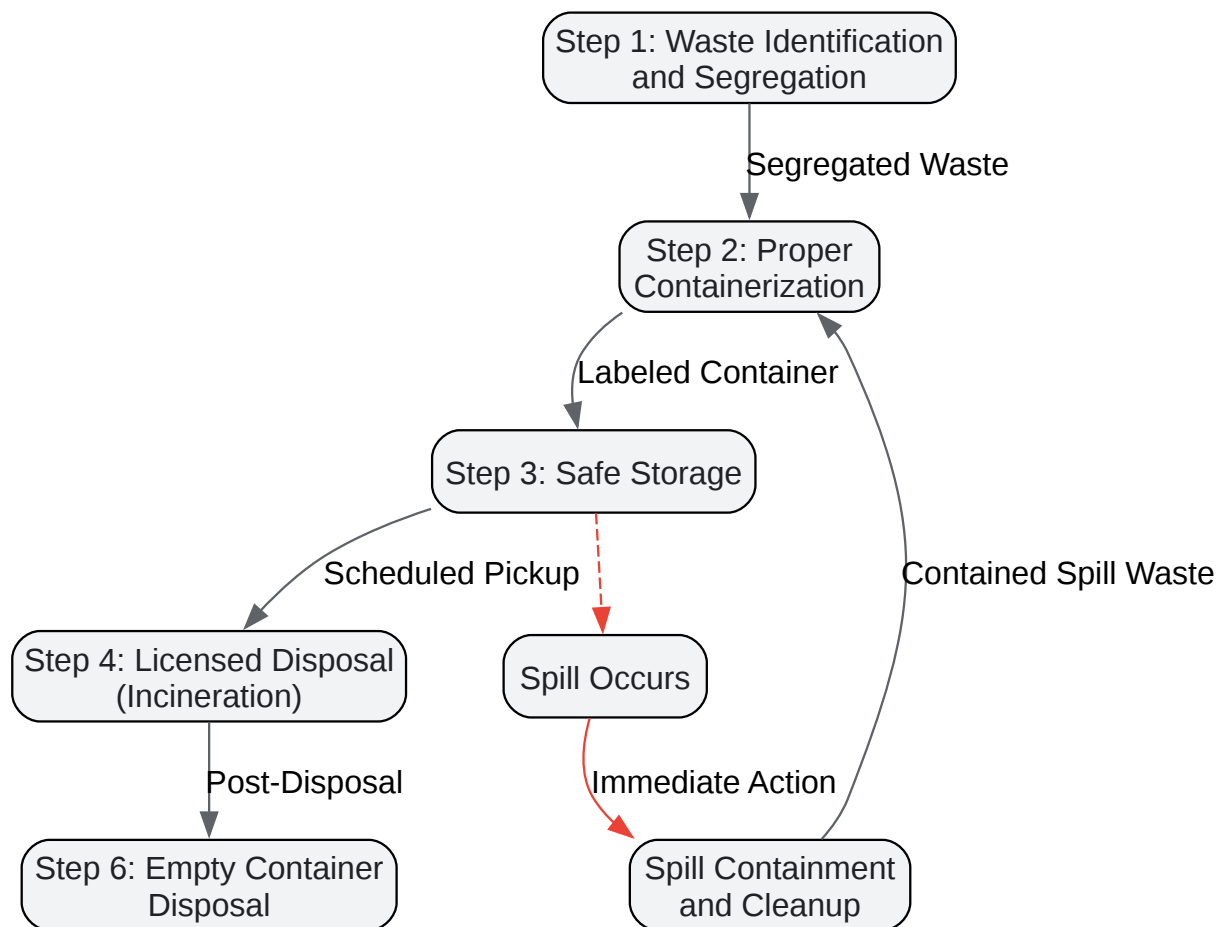 Step 1: Waste Identification
and Segregation
Segregated Waste
Step 2: Proper
Containerization
Labeled Container
Step 3: Safe Storage
Scheduled Pickup
Contained Spill Waste
Step 4: Licensed Disposal
(Incineration)
Spill Occurs
Post-Disposal
Immediate Action
Step 6: Empty Container
Disposal
Spill Containment
and Cleanup